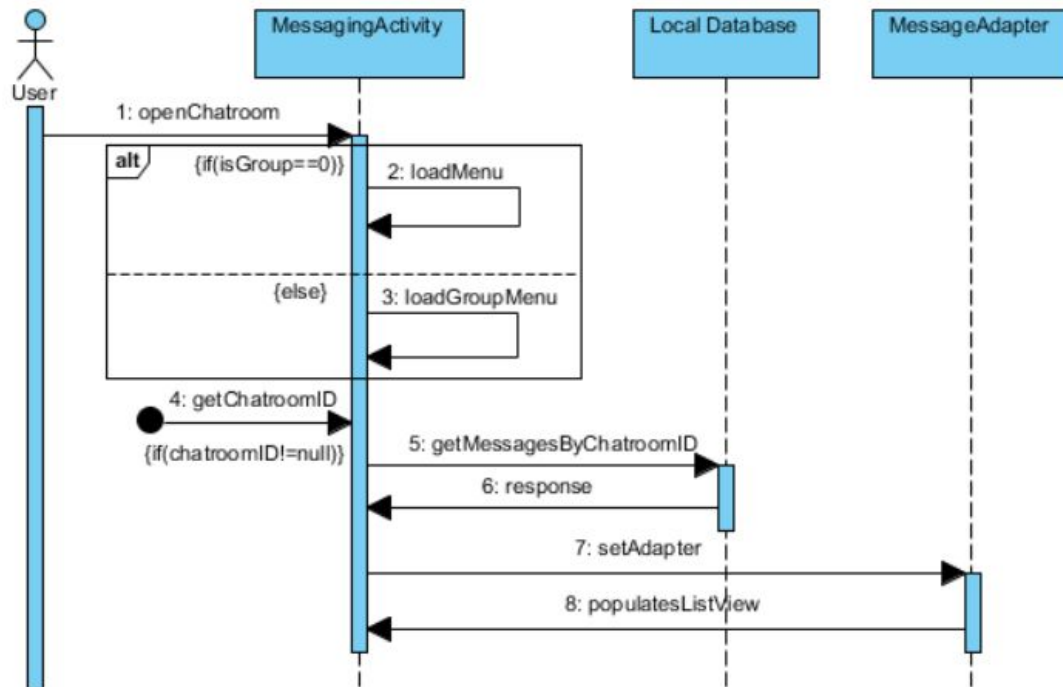 MessagingActivity
Local Database
MessageAdapter
User
1: openChatroom
alt
{if(isGroup==0)}
2: loadMenu
{else}
3: loadGroupMenu
4: getChatroomID
{if(chatroomID!=null)}
5: getMessagesByChatroomID
6: response
7: setAdapter
8: populatesListView